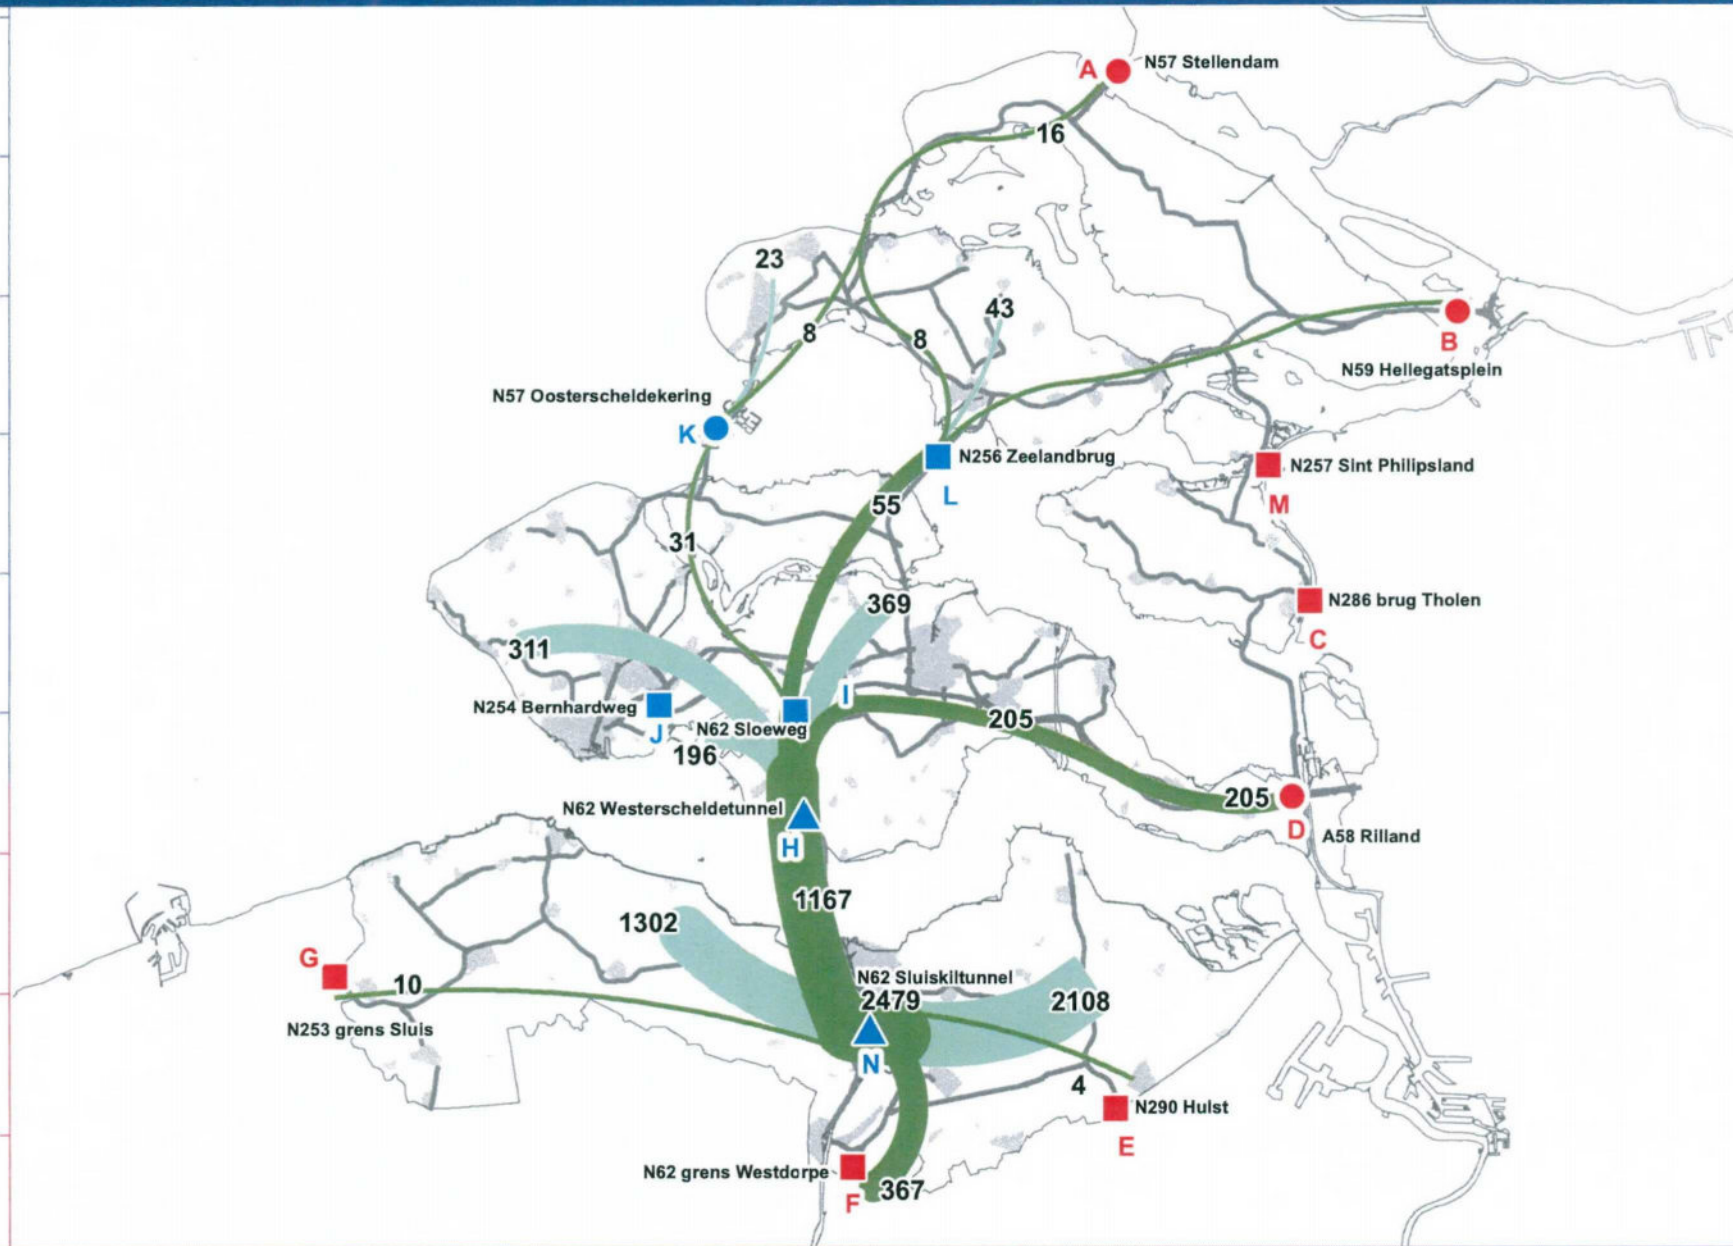 A
N57 Stellendam
16
23
43
8
8
B
N59 Hellegatsplein
N57 Oosterscheldekering
K
N256 Zeelandbrug
L
N257 Sint Philipsland
M
55
31
369
N286 brug Tholen
C
311
I
N254 Bernhardweg
J
N62 Sloeweg
205
196
N62 Westerscheldetunnel
H
205
D
A58 Rilland
1167
1302
G
10
N62 Sluiskiltunnel
2479
2108
N253 grens Sluis
N
4
N290 Hulst
E
N62 grens Westdorpe
F
367